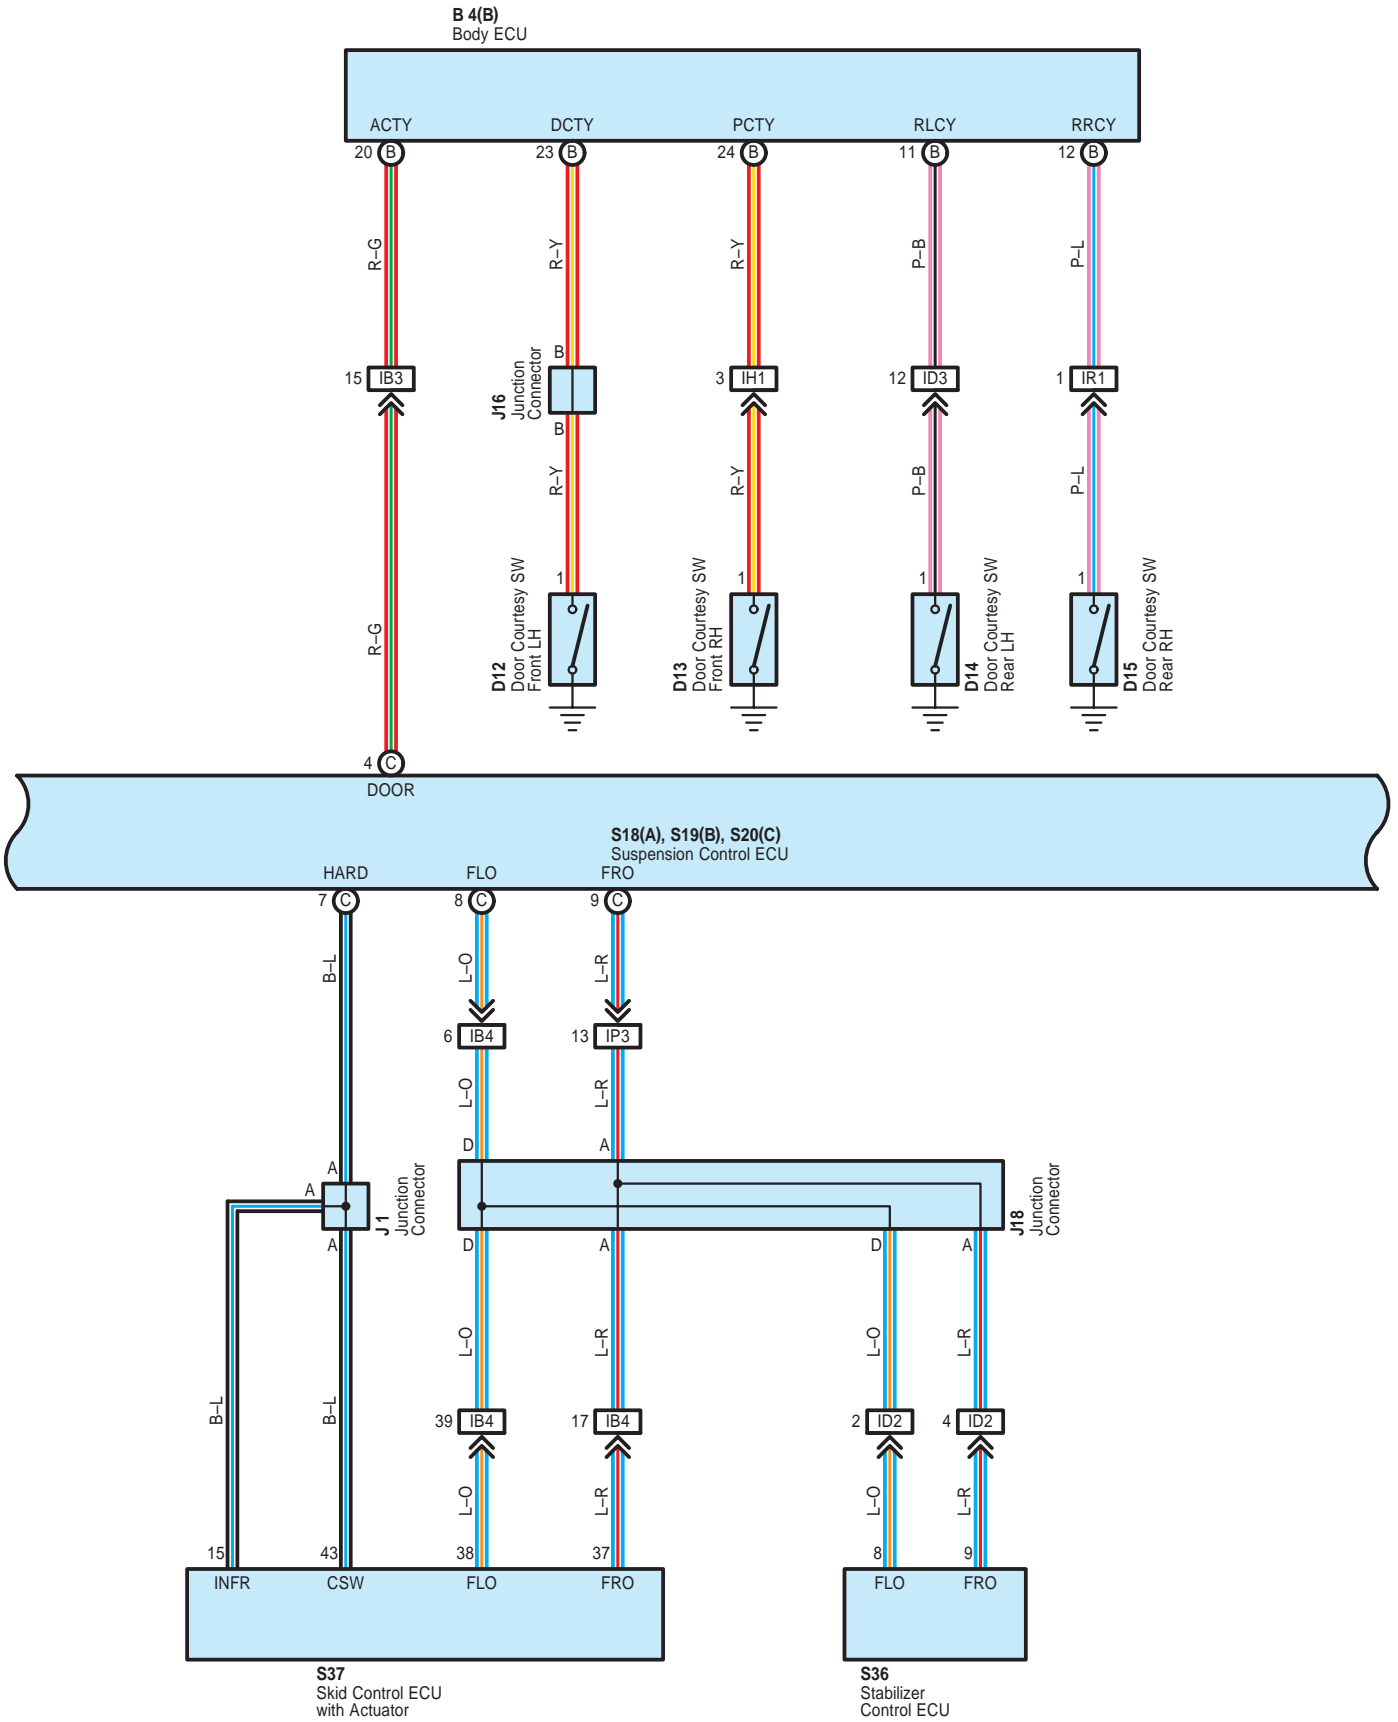 B 4(B)
Body ECU
ACTY DCTY PCTY RLCY RRCY
20 B 23 B 24 B 11 B 12 B
R–G R–Y R–Y P–B P–L
B
15 IB3 3 IH1 12 ID3 1 IR1
J16
Junction
Connector
B
R–Y R–Y P–B P–L
1 1 1 1
R–G
D12
Door Courtesy SW
Front LH
D13
Door Courtesy SW
Front RH
D14
Door Courtesy SW
Rear LH
D15
Door Courtesy SW
Rear RH
4 C
DOOR
S18(A), S19(B), S20(C)
Suspension Control ECU
HARD FLO FRO
7 C 8 C 9 C
B–L L–O L–R
6 IB4 13 IP3
L–O L–R
D A
A
A
J 1
Junction
Connector
J18
Junction
Connector
A D A D A
L–O L–R L–O L–R
B–L B–L
39 IB4 17 IB4 2 ID2 4 ID2
L–O L–R L–O L–R
15 43 38 37 8 9
INFR CSW FLO FRO FLO FRO
S37
Skid Control ECU
with Actuator
S36
Stabilizer
Control ECU